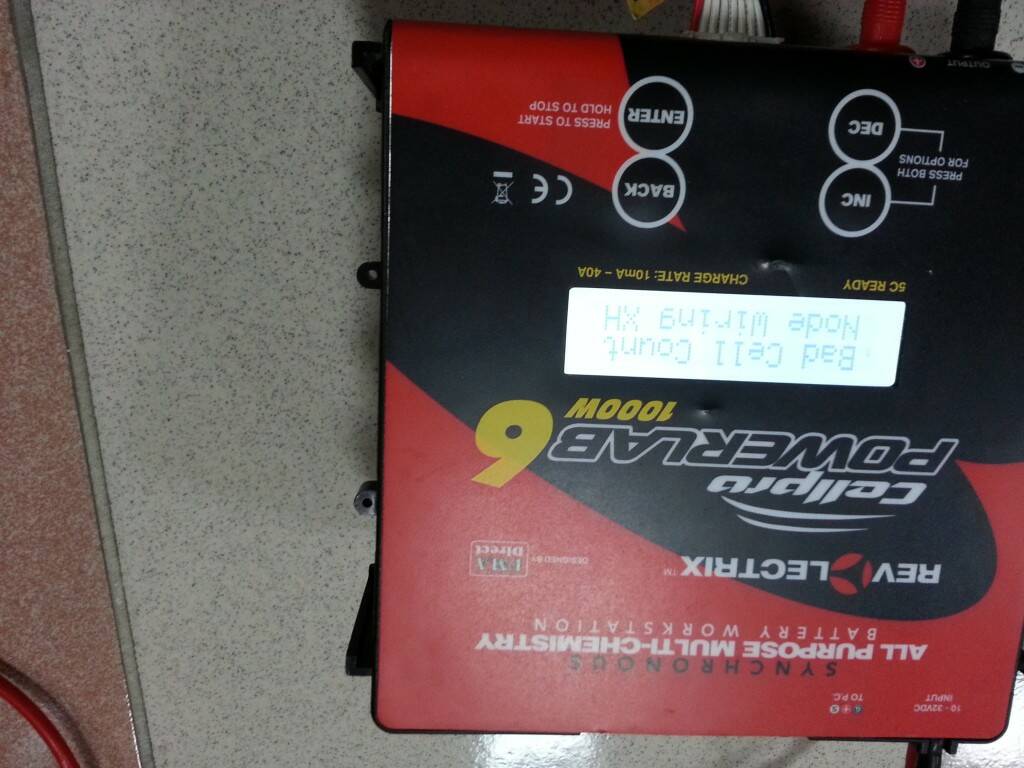 10 - 32VDC
INPUT
TO P.C.
G + S
SYNCHRONOUS
ALL PURPOSE MULTI-CHEMISTRY
BATTERY WORKSTATION
REVOLECTRIX™
DESIGNED BY
FMA
Direct
Cellpro
POWERLAB 6
1000W
Bad Cell Count
Node Wiring XH
5C READY
CHARGE RATE: 10mA – 40A
INC
DEC
PRESS BOTH
FOR OPTIONS
BACK
ENTER
CE
PRESS TO START
HOLD TO STOP
OUTPUT